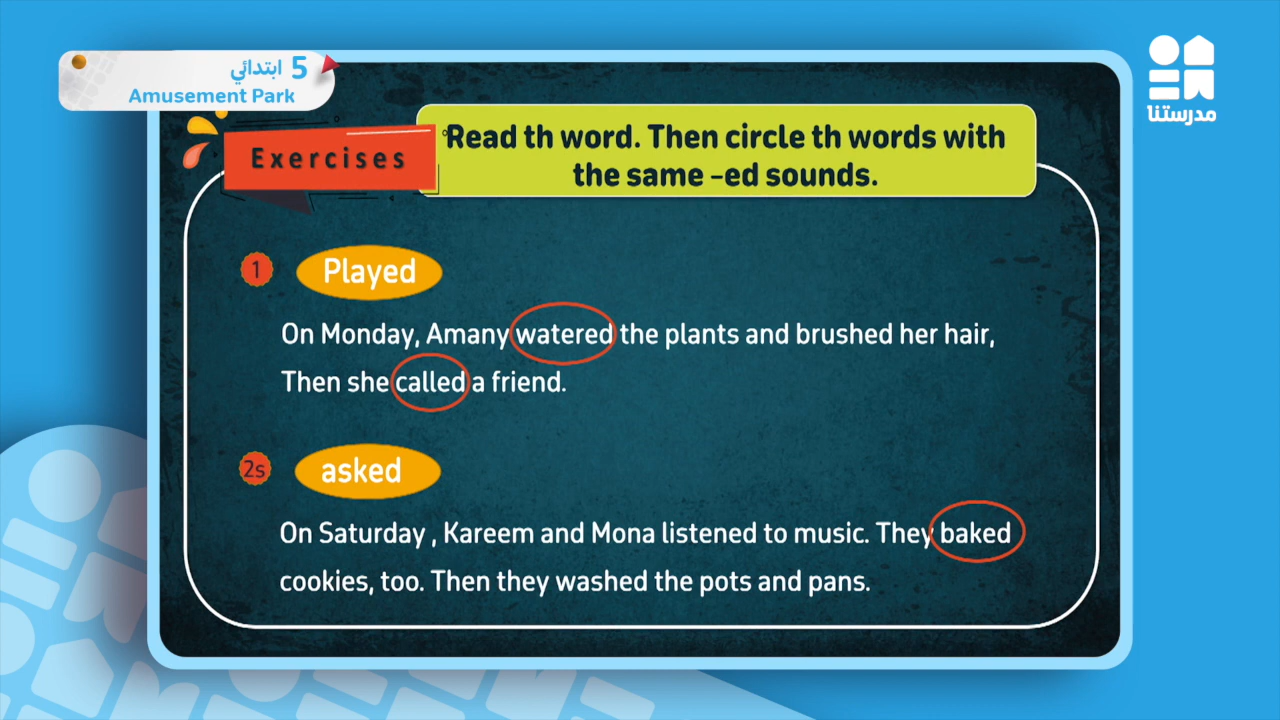 5 ابتدائي
Amusement Park
مدرستنا
Exercises
Read th word. Then circle th words with
the same –ed sounds.
1
Played
On Monday, Amany watered the plants and brushed her hair,
Then she called a friend.
2s
asked
On Saturday , Kareem and Mona listened to music. They baked
cookies, too. Then they washed the pots and pans.